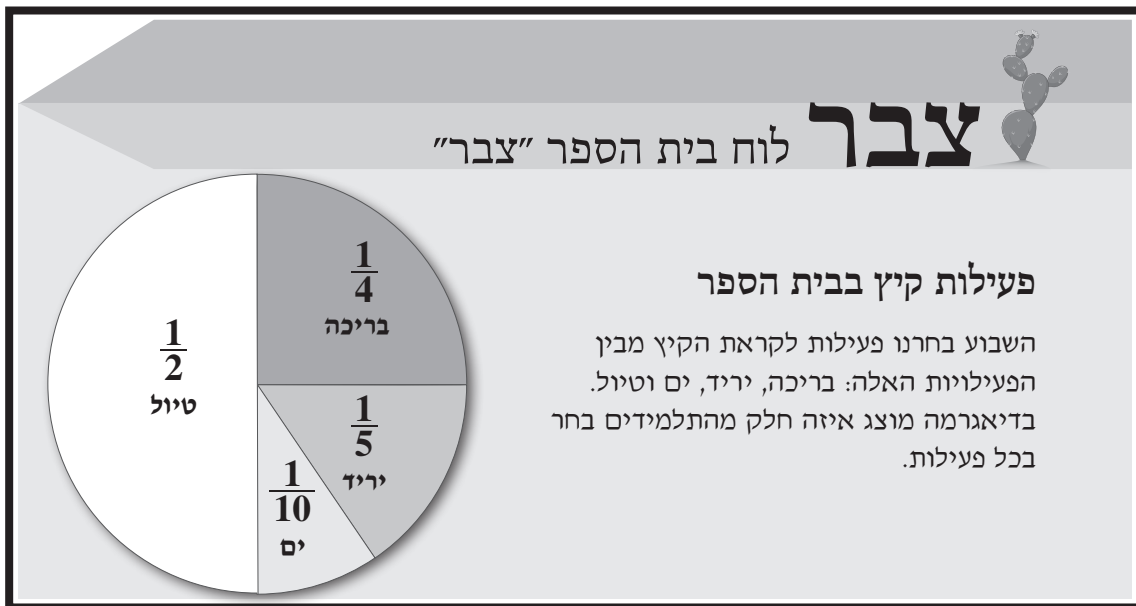 צבר
לוח בית הספר "צבר"
פעילות קיץ בבית הספר
השבוע בחרנו פעילות לקראת הקיץ מבין
הפעילויות האלה: בריכה, יריד, ים וטיול.
בדיאגרמה מוצג איזה חלק מהתלמידים בחר
בכל פעילות.
1/4
בריכה
1/5
יריד
1/10
ים
1/2
טיול